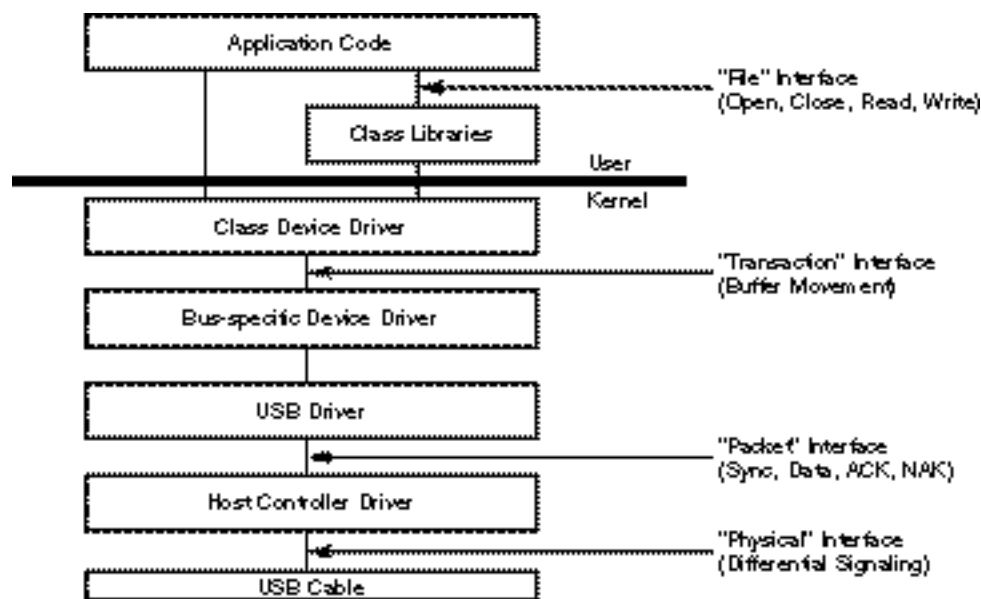 Application Code
"File" Interface
(Open, Close, Read, Write)
Class Libraries
User
Kernel
Class Device Driver
"Transaction" Interface
(Buffer Movement)
Bus-specific Device Driver
USB Driver
"Packet" Interface
(Sync, Data, ACK, NAK)
Host Controller Driver
"Physical" Interface
(Differential Signaling)
USB Cable